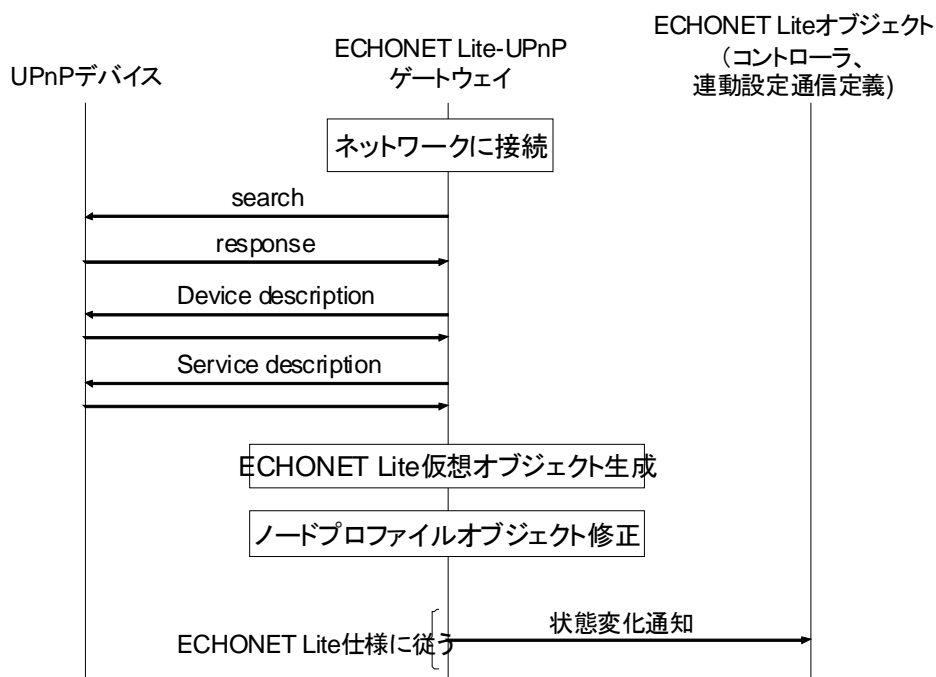 UPnPデバイス
ECHONET Lite-UPnP
ゲートウェイ
ECHONET Liteオブジェクト
（コントローラ、
連動設定通信定義)
ネットワークに接続
search
response
Device description
Service description
ECHONET Lite仮想オブジェクト生成
ノードプロファイルオブジェクト修正
状態変化通知
ECHONET Lite仕様に従う